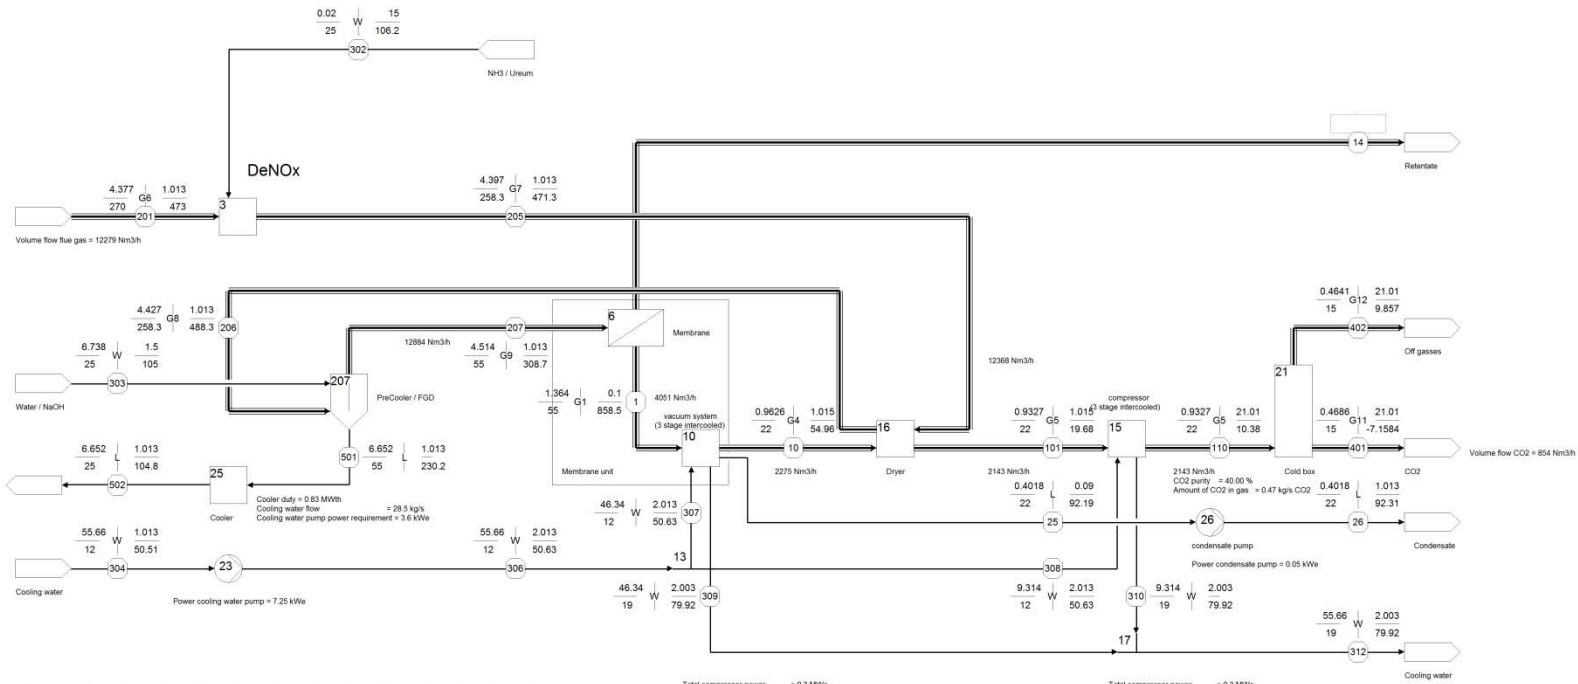 0.02 W 15
25 106.2
302
NH3 / Ureum
14
Retentate
DeNOx
4.377 G6 1.013
270 473
201
3
4.397 G7 1.013
258.3 471.3
205
Volume flow flue gas = 12279 Nm3/h
4.427 G8 1.013
258.3 488.3
206
207
12884 Nm3/h
4.514 G9 1.013
55 308.7
6
Membrane
12368 Nm3/h
0.4641 G12 21.01
15 9.857
402
Off gasses
6.738 W 1.5
25 105
303
Water / NaOH
207
PreCooler / FGD
1.364 G1 0.1
55 858.5
1
4051 Nm3/h
vacuum system
(3 stage intercooled)
10
0.9626 G4 1.015
22 54.96
10
2275 Nm3/h
16
Dryer
0.9327 G5 1.015
22 19.68
101
2143 Nm3/h
compressor
(3 stage intercooled)
15
0.9327 G5 21.01
22 10.38
110
2143 Nm3/h
CO2 purity = 40.00 %
Amount of CO2 in gas = 0.47 kg/s CO2
21
Cold box
0.4686 G11 21.01
15 -7.1584
401
CO2
Volume flow CO2 = 854 Nm3/h
Membrane unit
6.652 L 1.013
25 104.8
502
25
Cooler
501
6.652 L 1.013
55 230.2
Cooler duty = 0.83 MWth
Cooling water flow = 28.5 kg/s
Cooling water pump power requirement = 3.6 kWe
46.34 W 2.013
12 50.63
307
0.4018 L 0.09
22 92.19
25
26
condensate pump
Power condensate pump = 0.05 kWe
0.4018 L 1.013
22 92.31
26
Condensate
55.66 W 1.013
12 50.51
304
Cooling water
23
Power cooling water pump = 7.25 kWe
55.66 W 2.013
12 50.63
306
13
46.34 W 2.003
19 79.92
309
308
9.314 W 2.013
12 50.63
310
9.314 W 2.003
19 79.92
17
55.66 W 2.003
19 79.92
312
Cooling water